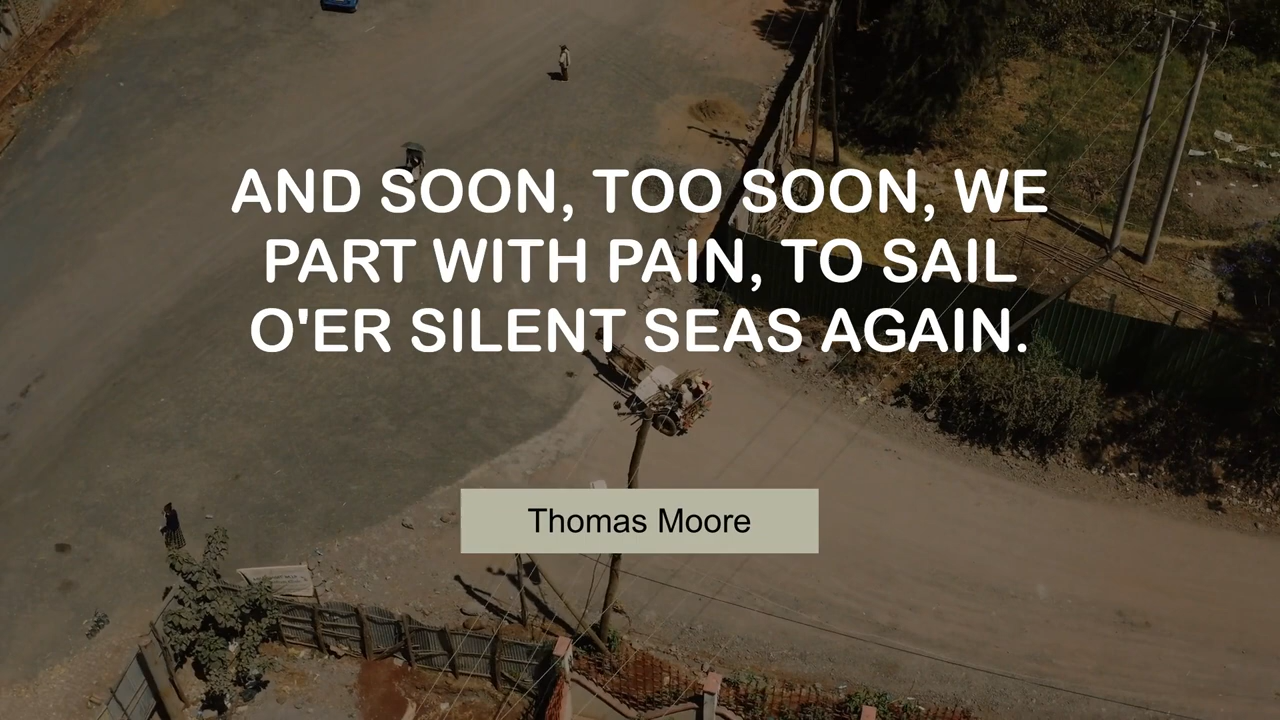 AND SOON, TOO SOON, WE
PART WITH PAIN, TO SAIL
O'ER SILENT SEAS AGAIN.
Thomas Moore